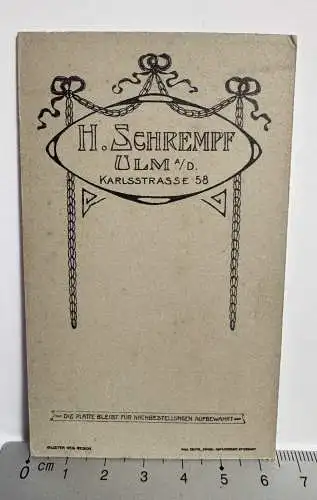 H. SCHREMPF
ULM A/D.
KARLSSTRASSE 58
DIE PLATTE BLEIBT FÜR NACHBESTELLUNGEN AUFBEWAHRT
0 1 2 3 4 5 6 7
cm